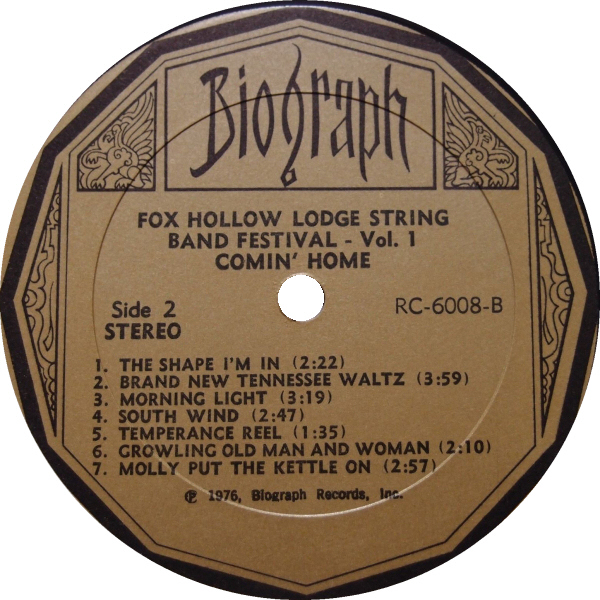 Biograph
FOX HOLLOW LODGE STRING
BAND FESTIVAL - Vol. 1
COMIN' HOME
Side 2
STEREO
RC-6008-B
1. THE SHAPE I'M IN (2:22)
2. BRAND NEW TENNESSEE WALTZ (3:59)
3. MORNING LIGHT (3:19)
4. SOUTH WIND (2:47)
5. TEMPERANCE REEL (1:35)
6. GROWLING OLD MAN AND WOMAN (2:10)
7. MOLLY PUT THE KETTLE ON (2:57)
℗ 1976, Biograph Records, Inc.